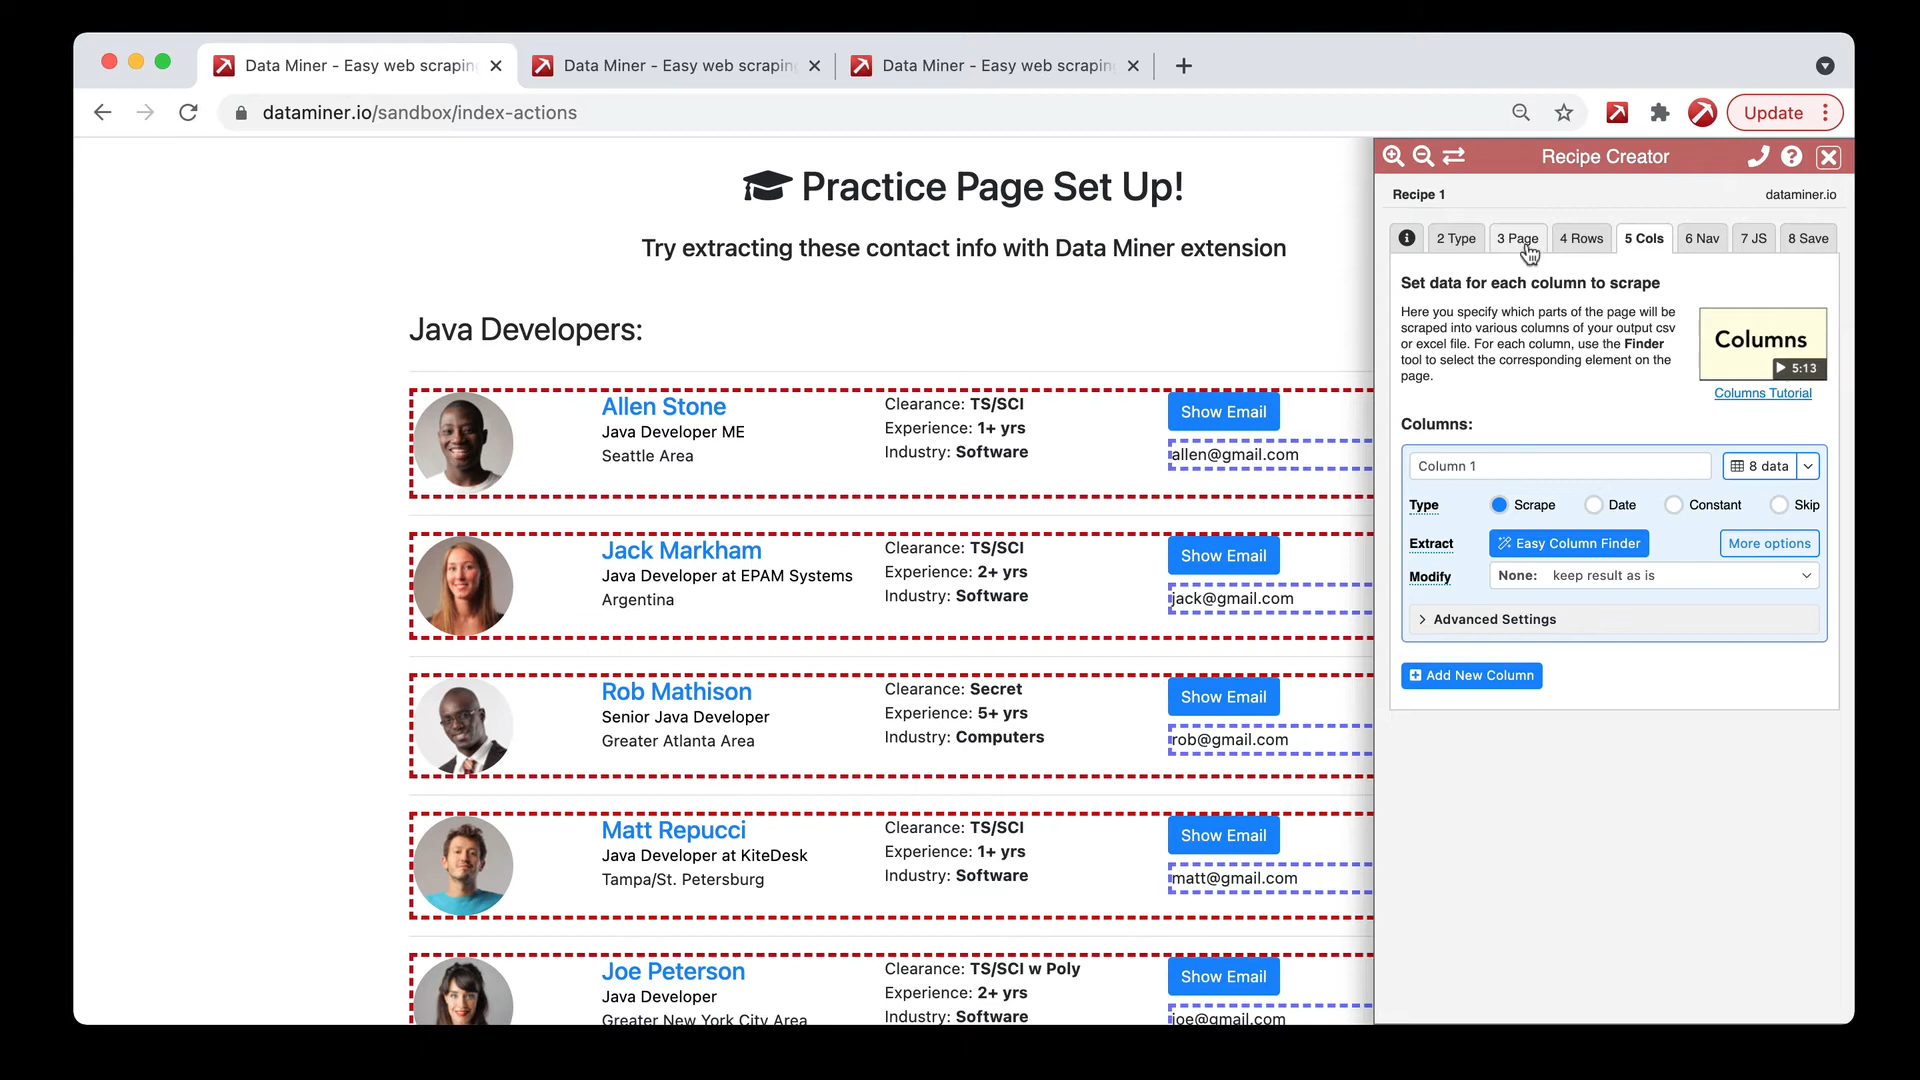 Data Miner - Easy web scraping
Data Miner - Easy web scraping
Data Miner - Easy web scraping
dataminer.io/sandbox/index-actions
Update
Practice Page Set Up!
Try extracting these contact info with Data Miner extension
Java Developers:
Allen Stone
Java Developer ME
Seattle Area
Clearance: TS/SCI
Experience: 1+ yrs
Industry: Software
Show Email
allen@gmail.com
Jack Markham
Java Developer at EPAM Systems
Argentina
Clearance: TS/SCI
Experience: 2+ yrs
Industry: Software
Show Email
jack@gmail.com
Rob Mathison
Senior Java Developer
Greater Atlanta Area
Clearance: Secret
Experience: 5+ yrs
Industry: Computers
Show Email
rob@gmail.com
Matt Repucci
Java Developer at KiteDesk
Tampa/St. Petersburg
Clearance: TS/SCI
Experience: 1+ yrs
Industry: Software
Show Email
matt@gmail.com
Joe Peterson
Java Developer
Greater New York City Area
Clearance: TS/SCI w Poly
Experience: 2+ yrs
Industry: Software
Show Email
joe@gmail.com
Recipe Creator
Recipe 1
dataminer.io
2 Type
3 Page
4 Rows
5 Cols
6 Nav
7 JS
8 Save
Set data for each column to scrape
Here you specify which parts of the page will be
scraped into various columns of your output csv
or excel file. For each column, use the Finder
tool to select the corresponding element on the
page.
Columns
5:13
Columns Tutorial
Columns:
Column 1
8 data
Type
Scrape
Date
Constant
Skip
Extract
Easy Column Finder
More options
Modify
None: keep result as is
Advanced Settings
Add New Column